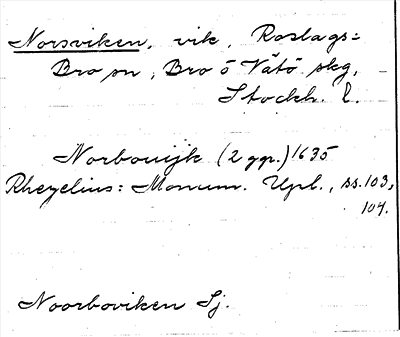 Norsviken, vik, Roslags=
Bro sn, Bro o Vätö skg,
Stockh. l.
Norbouijk (2 ggr.) 1635
Rhezelius: Monum. Upl., ss. 103,
104.
Noorboviken Sj.